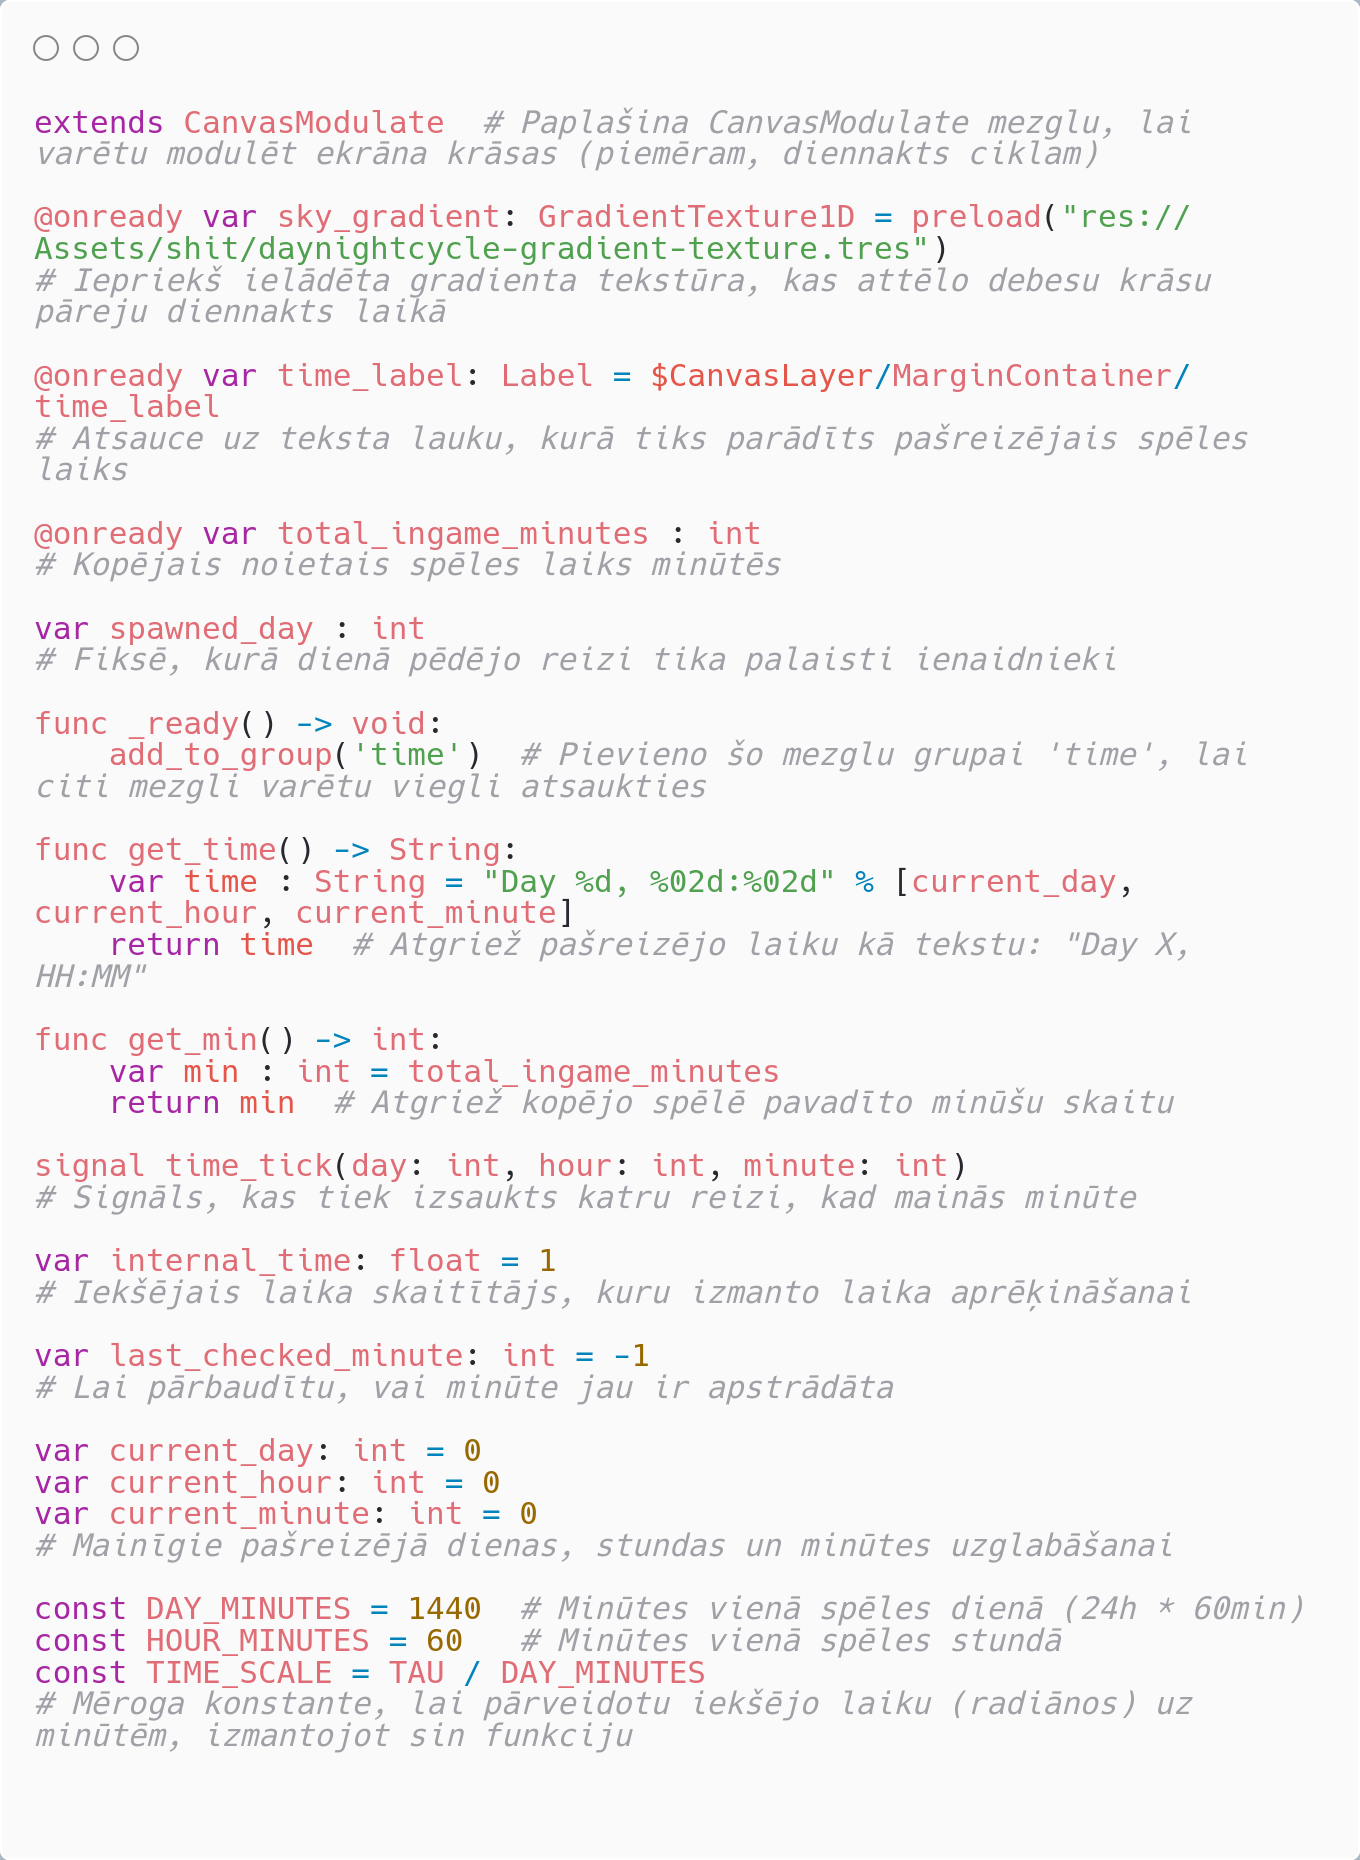 extends CanvasModulate  # Paplašina CanvasModulate mezglu, lai
varētu modulēt ekrāna krāsas (piemēram, diennakts ciklam)

@onready var sky_gradient: GradientTexture1D = preload("res://
Assets/shit/daynightcycle-gradient-texture.tres")
# Iepriekš ielādēta gradienta tekstūra, kas attēlo debesu krāsu
pāreju diennakts laikā

@onready var time_label: Label = $CanvasLayer/MarginContainer/
time_label
# Atsauce uz teksta lauku, kurā tiks parādīts pašreizējais spēles
laiks

@onready var total_ingame_minutes : int
# Kopējais noietais spēles laiks minūtēs

var spawned_day : int
# Fiksē, kurā dienā pēdējo reizi tika palaisti ienaidnieki

func _ready() -> void:
    add_to_group('time')  # Pievieno šo mezglu grupai 'time', lai
citi mezgli varētu viegli atsaukties

func get_time() -> String:
    var time : String = "Day %d, %02d:%02d" % [current_day,
current_hour, current_minute]
    return time  # Atgriež pašreizējo laiku kā tekstu: "Day X,
HH:MM"

func get_min() -> int:
    var min : int = total_ingame_minutes
    return min  # Atgriež kopējo spēlē pavadīto minūšu skaitu

signal time_tick(day: int, hour: int, minute: int)
# Signāls, kas tiek izsaukts katru reizi, kad mainās minūte

var internal_time: float = 1
# Iekšējais laika skaitītājs, kuru izmanto laika aprēķināšanai

var last_checked_minute: int = -1
# Lai pārbaudītu, vai minūte jau ir apstrādāta

var current_day: int = 0
var current_hour: int = 0
var current_minute: int = 0
# Mainīgie pašreizējā dienas, stundas un minūtes uzglabāšanai

const DAY_MINUTES = 1440  # Minūtes vienā spēles dienā (24h * 60min)
const HOUR_MINUTES = 60   # Minūtes vienā spēles stundā
const TIME_SCALE = TAU / DAY_MINUTES
# Mēroga konstante, lai pārveidotu iekšējo laiku (radiānos) uz
minūtēm, izmantojot sin funkciju